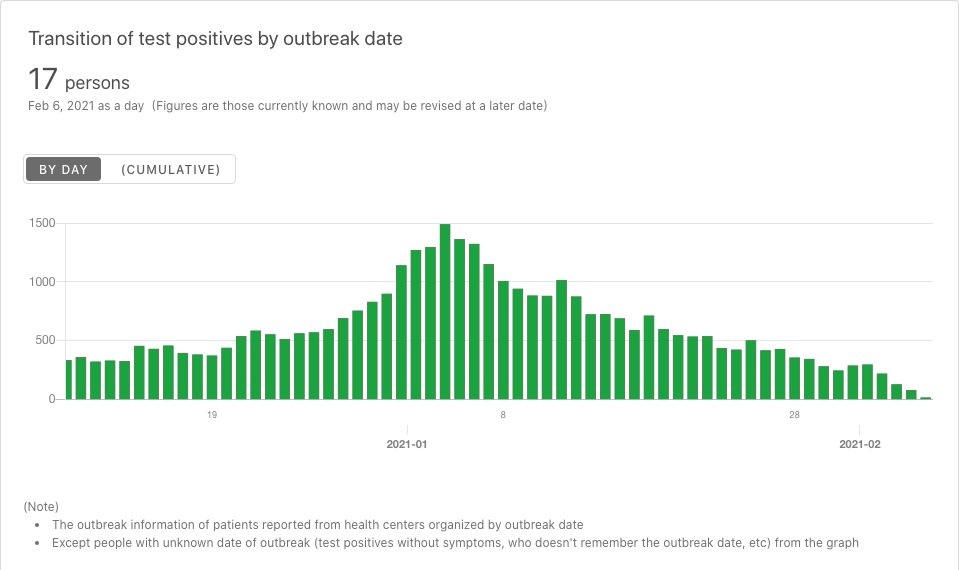 Transition of test positives by outbreak date
17 persons
Feb 6, 2021 as a day (Figures are those currently known and may be revised at a later date)
BY DAY (CUMULATIVE)
1500
1000
500
0
19 8 28
2021-01 2021-02
(Note)
• The outbreak information of patients reported from health centers organized by outbreak date
• Except people with unknown date of outbreak (test positives without symptoms, who doesn't remember the outbreak date, etc) from the graph